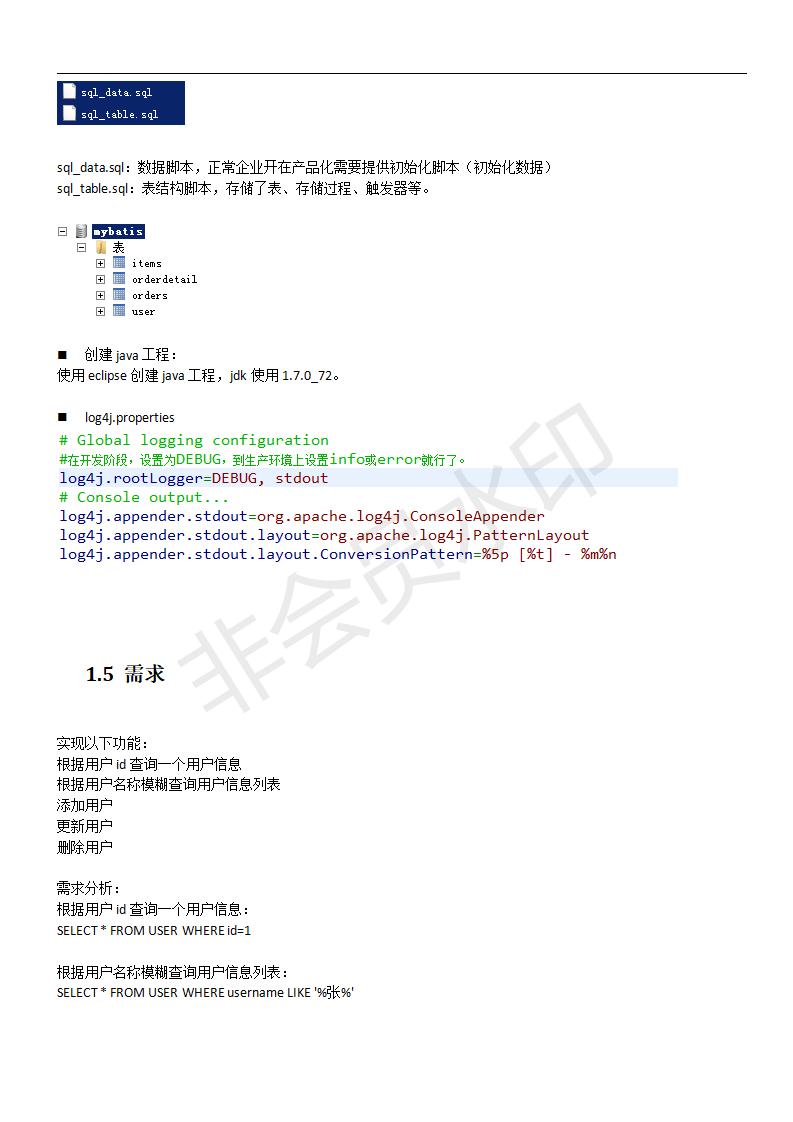 sql_data.sql
sql_table.sql
sql_data.sql：数据脚本，正常企业开在产品化需要提供初始化脚本（初始化数据）
sql_table.sql：表结构脚本，存储了表、存储过程、触发器等。
mybatis
表
items
orderdetail
orders
user
■ 创建 java 工程：
使用 eclipse 创建 java 工程，jdk 使用 1.7.0_72。
■ log4j.properties
# Global logging configuration
#在开发阶段，设置为DEBUG，到生产环境上设置info或error就行了。
log4j.rootLogger=DEBUG, stdout
# Console output...
log4j.appender.stdout=org.apache.log4j.ConsoleAppender
log4j.appender.stdout.layout=org.apache.log4j.PatternLayout
log4j.appender.stdout.layout.ConversionPattern=%5p [%t] - %m%n
非会员水印
1.5 需求
实现以下功能：
根据用户 id 查询一个用户信息
根据用户名称模糊查询用户信息列表
添加用户
更新用户
删除用户
需求分析：
根据用户 id 查询一个用户信息：
SELECT * FROM USER WHERE id=1
根据用户名称模糊查询用户信息列表：
SELECT * FROM USER WHERE username LIKE '%张%'